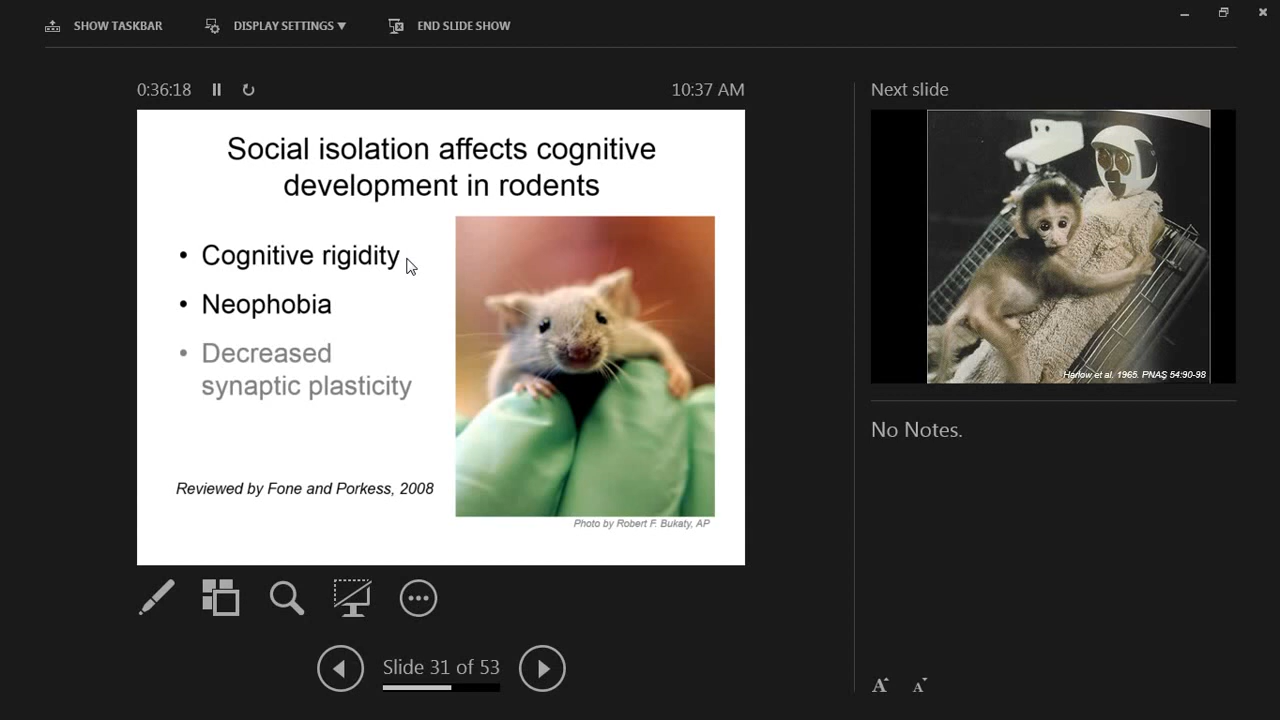 SHOW TASKBAR
DISPLAY SETTINGS
END SLIDE SHOW
0:36:18
10:37 AM
Social isolation affects cognitive
development in rodents
• Cognitive rigidity
• Neophobia
• Decreased
synaptic plasticity
Reviewed by Fone and Porkess, 2008
Photo by Robert F. Bukaty, AP
Slide 31 of 53
Next slide
Harlow et al. 1965. PNAS 54:90-98
No Notes.
A A